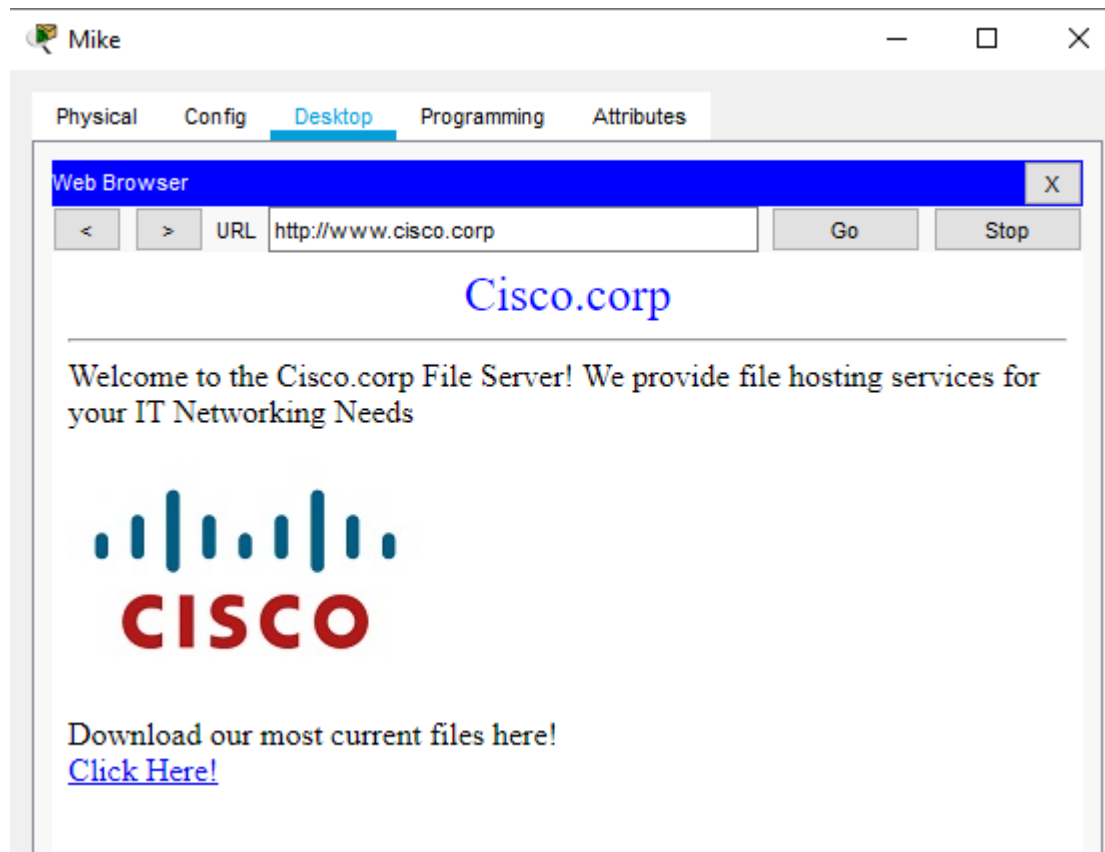 Mike
Physical Config Desktop Programming Attributes
Web Browser X
< > URL http://www.cisco.corp Go Stop
Cisco.corp
Welcome to the Cisco.corp File Server! We provide file hosting services for
your IT Networking Needs
CISCO
Download our most current files here!
Click Here!